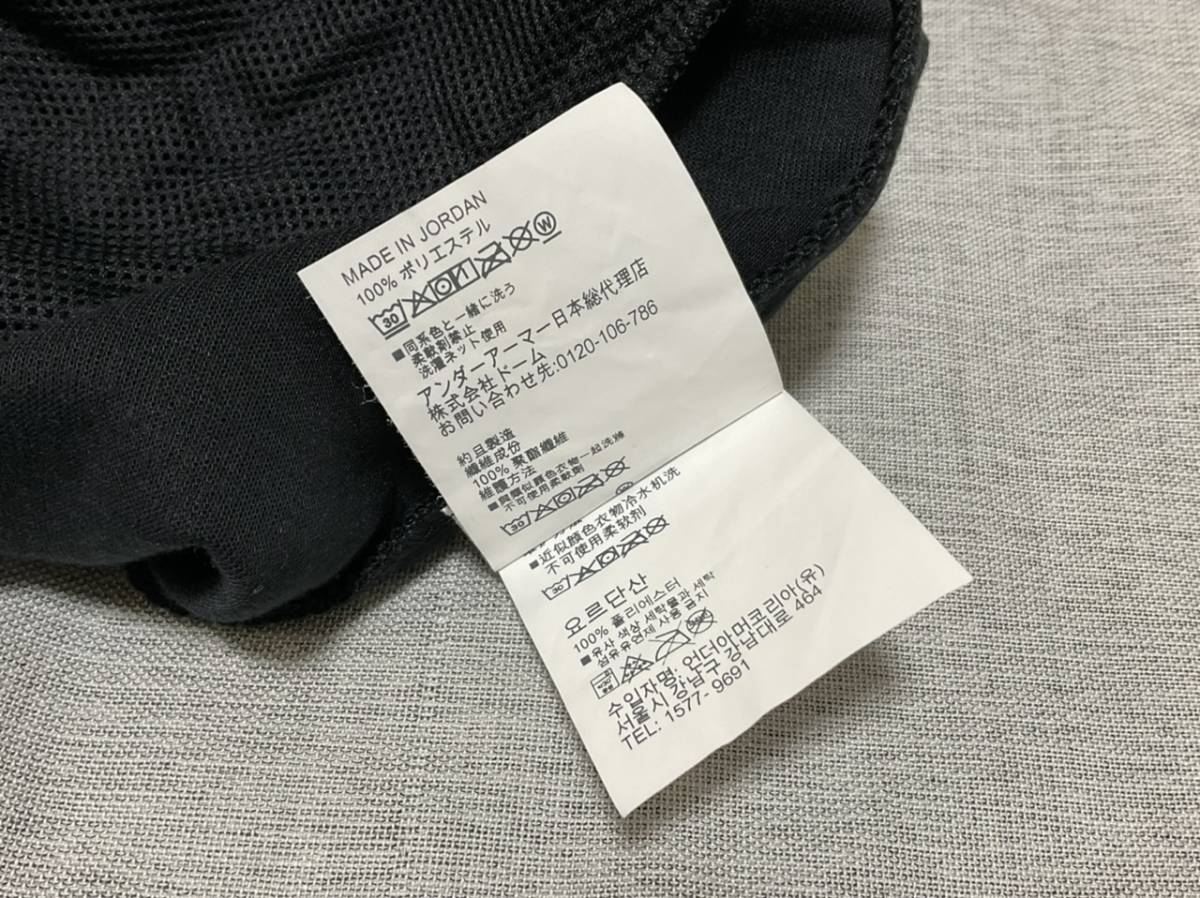 MADE IN JORDAN
100% ポリエステル
30
W
■同系色と一緒に洗う
柔軟剤禁止
洗濯ネット使用
アンダーアーマー日本総代理店
株式会社ドーム
お問い合わせ先:0120-106-786
約旦製造
纖維成份
100% 聚酯纖維
維護方法
■與類似顏色衣物一起洗滌
不可使用柔軟劑
30
■近似颜色衣物冷水机洗
不可使用柔软剂
30
요르단산
100% 폴리에스터
■유사 색상 세탁물과 세탁
섬유유연제 사용 금지
수입자명: 언더아머코리아(유)
서울시 강남구 강남대로 464
TEL: 1577- 9691